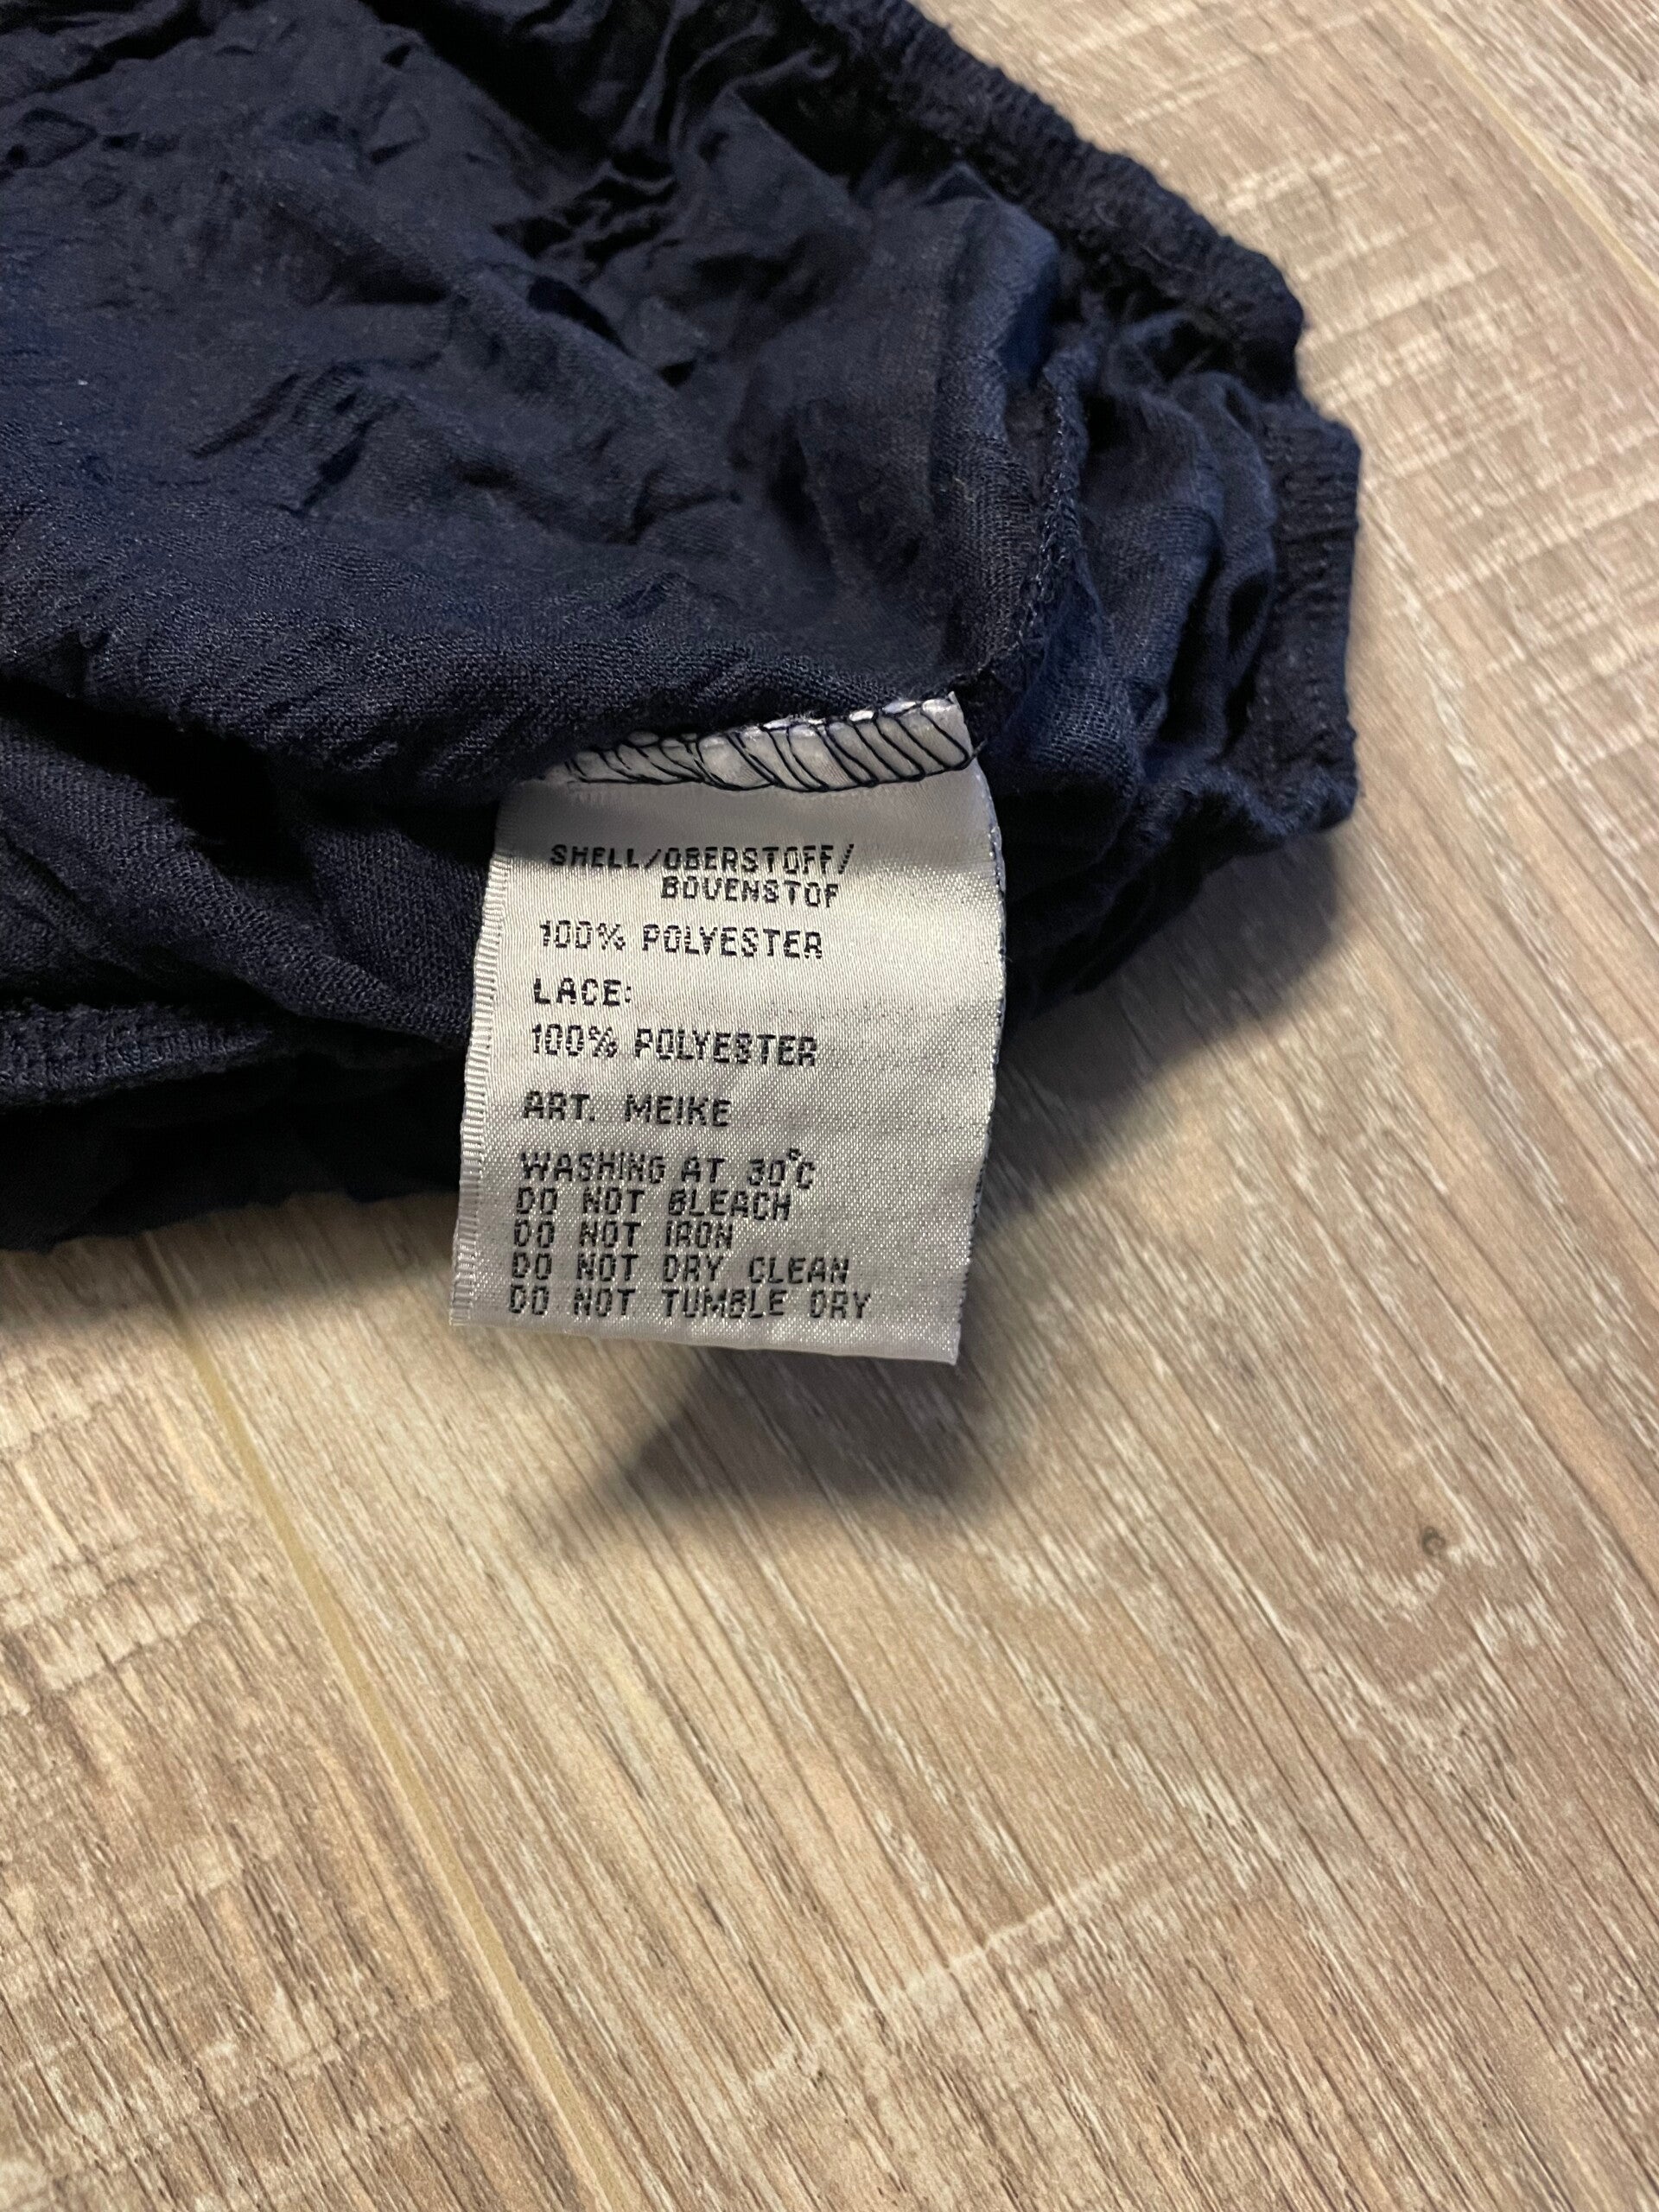 SHELL/OBERSTOFF/
BOVENSTOF
100% POLYESTER
LACE:
100% POLYESTER
ART. MEIKE
WASHING AT 30°C
DO NOT BLEACH
DO NOT IRON
DO NOT DRY CLEAN
DO NOT TUMBLE DRY